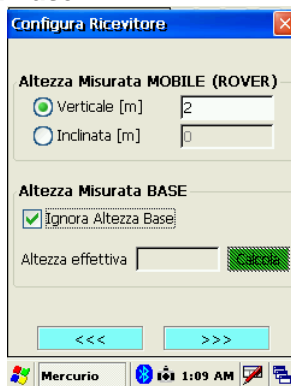 Configura Ricevitore
Altezza Misurata MOBILE (ROVER)
Verticale [m] 2
Inclinata [m] 0
Altezza Misurata BASE
Ignora Altezza Base
Altezza effettiva Calcola
<<< >>>
Mercurio 1:09 AM